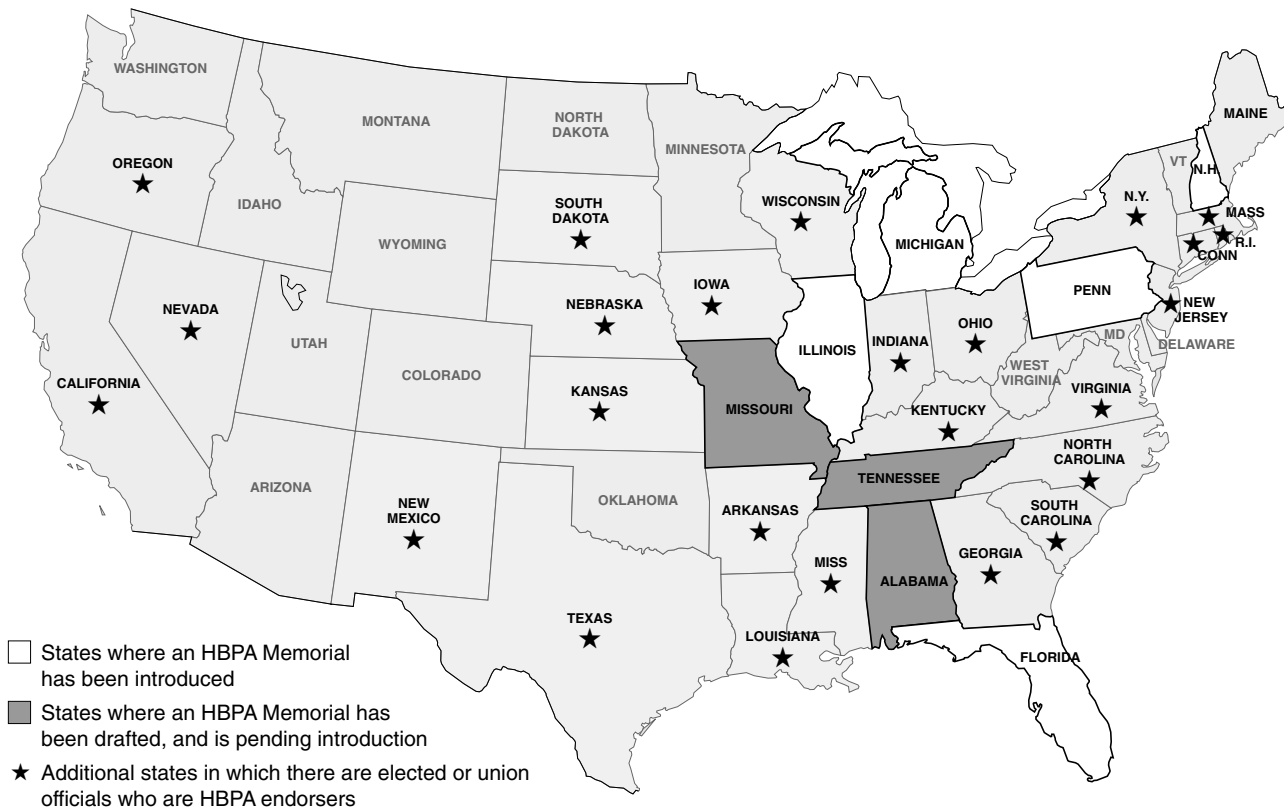 WASHINGTON
MONTANA
NORTH
DAKOTA
MINNESOTA
MAINE
OREGON
IDAHO
SOUTH
DAKOTA
WISCONSIN
VT
N.H.
N.Y.
MASS
R.I.
CONN
WYOMING
MICHIGAN
NEVADA
UTAH
COLORADO
NEBRASKA
IOWA
ILLINOIS
INDIANA
OHIO
PENN
NEW
JERSEY
MD
DELAWARE
WEST
VIRGINIA
VIRGINIA
CALIFORNIA
KANSAS
MISSOURI
KENTUCKY
NORTH
CAROLINA
ARIZONA
NEW
MEXICO
OKLAHOMA
ARKANSAS
TENNESSEE
SOUTH
CAROLINA
MISS
ALABAMA
GEORGIA
TEXAS
LOUISIANA
FLORIDA
States where an HBPA Memorial
has been introduced
States where an HBPA Memorial has
been drafted, and is pending introduction
★ Additional states in which there are elected or union
officials who are HBPA endorsers